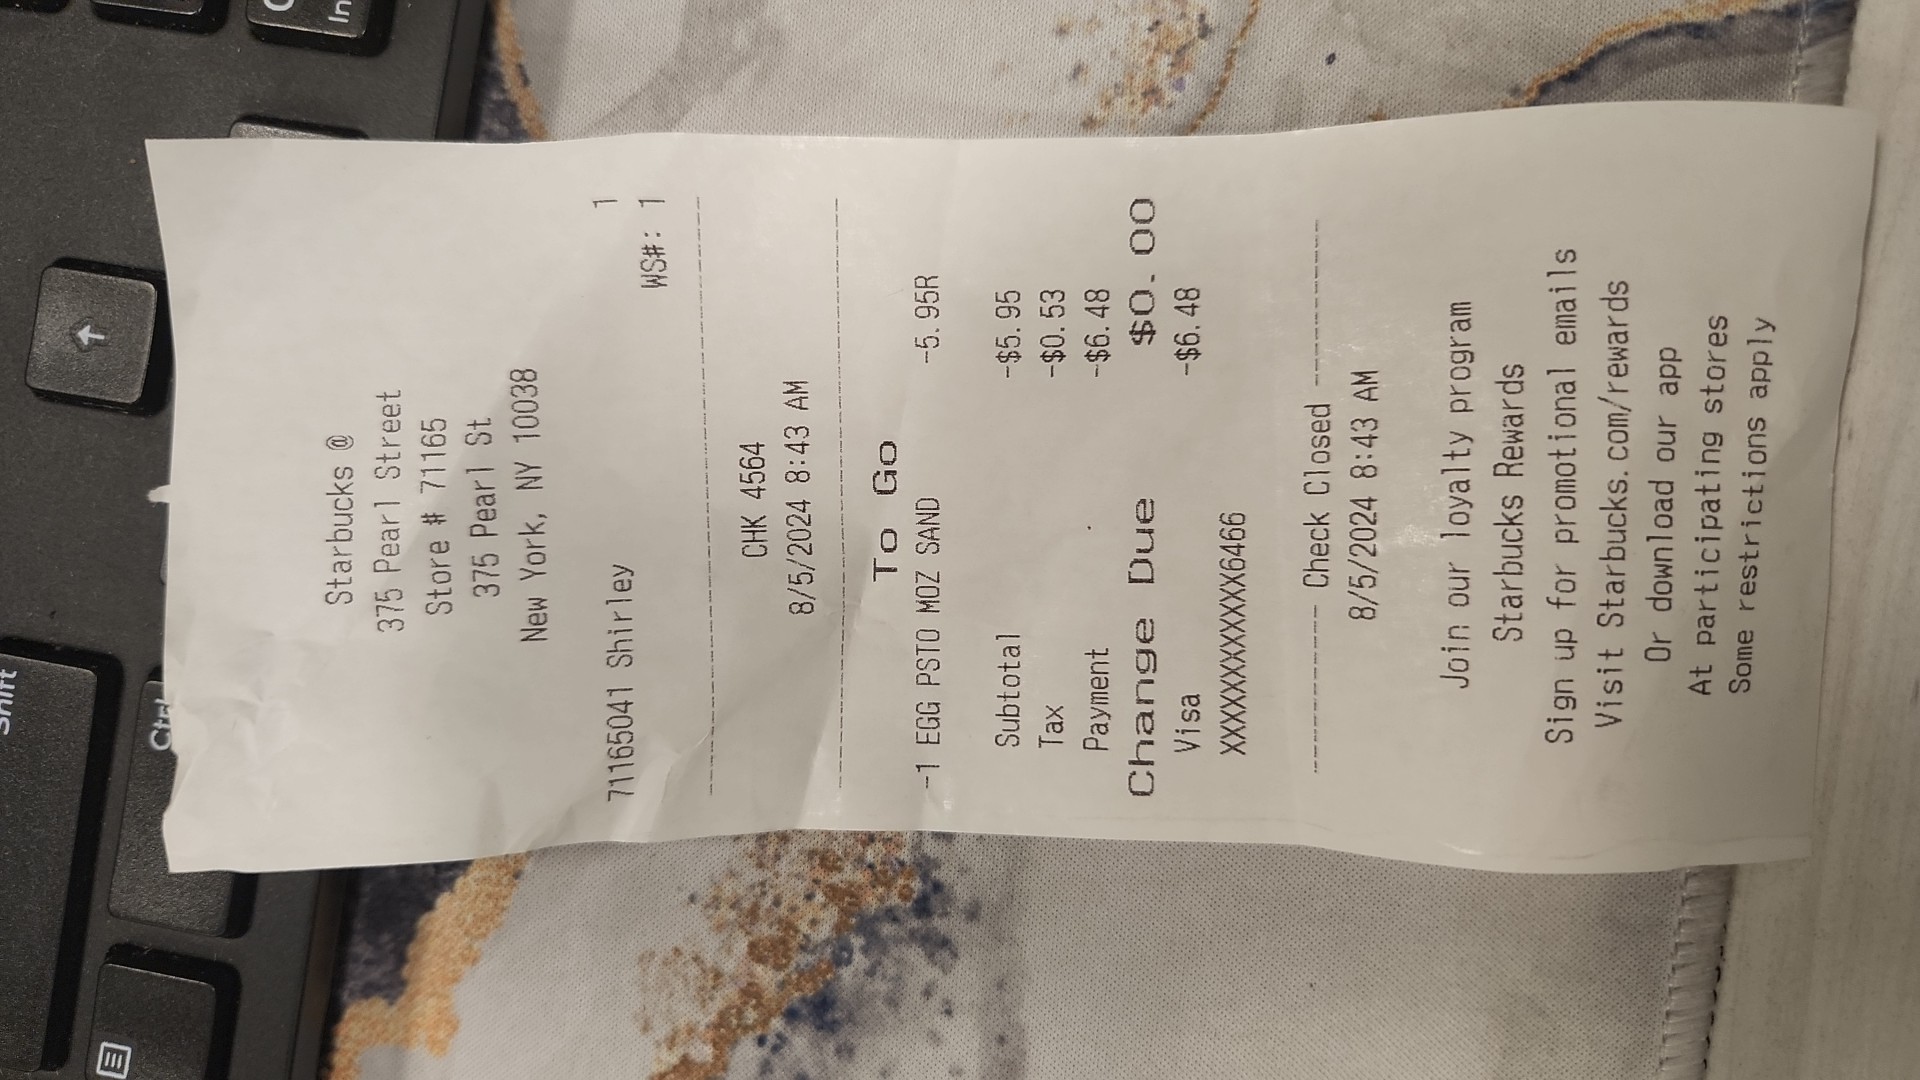 Starbucks @
375 Pearl Street
Store # 71165
375 Pearl St
New York, NY 10038
71165041 Shirley 1
WS#: 1
CHK 4564
8/5/2024 8:43 AM
To Go
-1 EGG PSTO MOZ SAND -5.95R
Subtotal -$5.95
Tax -$0.53
Payment -$6.48
Change Due $0.00
Visa -$6.48
XXXXXXXXXXXX6466
---------- Check Closed ----------
8/5/2024 8:43 AM
Join our loyalty program
Starbucks Rewards
Sign up for promotional emails
Visit Starbucks.com/rewards
Or download our app
At participating stores
Some restrictions apply
Shift
Ctrl
In